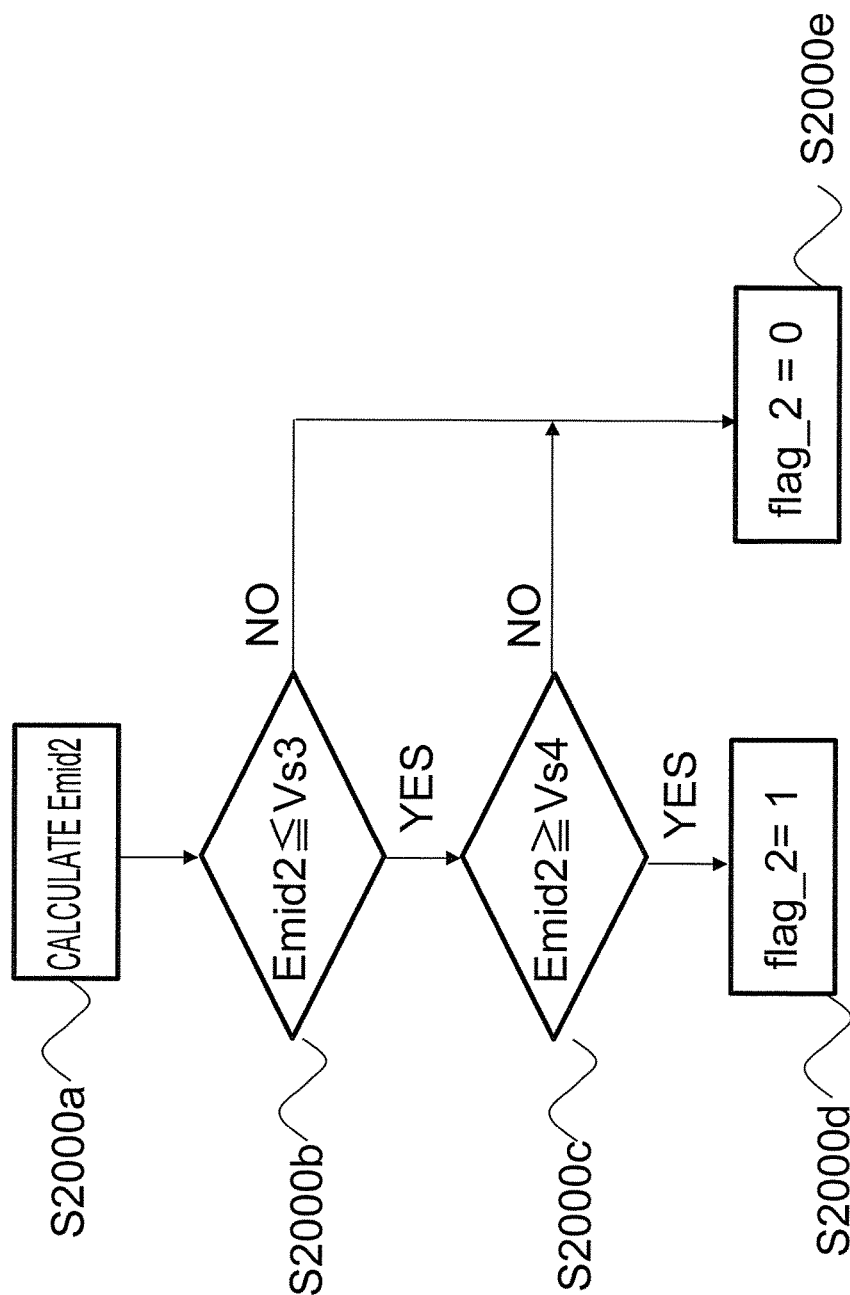 S2000a
CALCULATE Emid2
S2000b
Emid2≦Vs3
NO
YES
S2000c
Emid2≧Vs4
NO
YES
S2000d
flag_2= 1
flag_2 = 0
S2000e